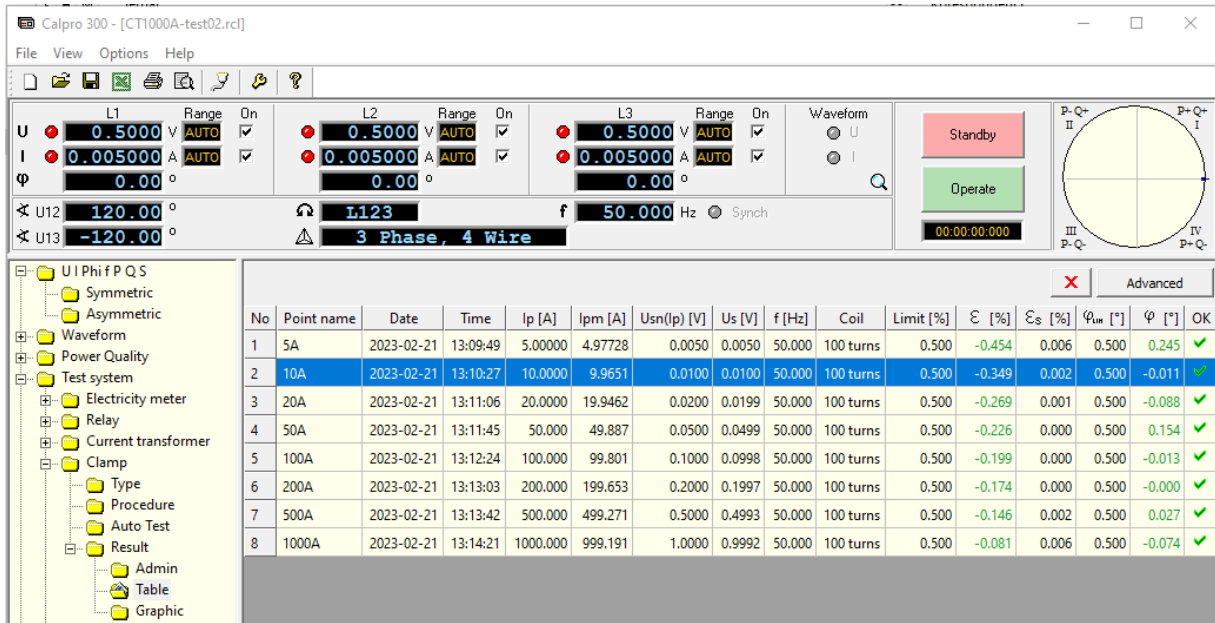 Calpro 300 - [CT1000A-test02.rcl]
File View Options Help
L1 Range On L2 Range On L3 Range On Waveform
U 0.5000 V AUTO 0.5000 V AUTO 0.5000 V AUTO U
I 0.005000 A AUTO 0.005000 A AUTO 0.005000 A AUTO I
φ 0.00 ° 0.00 ° 0.00 °
∢ U12 120.00 ° L123 f 50.000 Hz Synch
∢ U13 -120.00 ° 3 Phase, 4 Wire
Standby
Operate
00:00:00:000
P- Q+ P+ Q+
II I
III IV
P- Q- P+ Q-
U I Phi f P Q S
Symmetric
Asymmetric
Waveform
Power Quality
Test system
Electricity meter
Relay
Current transformer
Clamp
Type
Procedure
Auto Test
Result
Admin
Table
Graphic
X Advanced
No Point name Date Time Ip [A] Ipm [A] Usn(Ip) [V] Us [V] f [Hz] Coil Limit [%] ε [%] εs [%] φLIM [°] φ [°] OK
1 5A 2023-02-21 13:09:49 5.00000 4.97728 0.0050 0.0050 50.000 100 turns 0.500 -0.454 0.006 0.500 0.245 ✓
2 10A 2023-02-21 13:10:27 10.0000 9.9651 0.0100 0.0100 50.000 100 turns 0.500 -0.349 0.002 0.500 -0.011 ✓
3 20A 2023-02-21 13:11:06 20.0000 19.9462 0.0200 0.0199 50.000 100 turns 0.500 -0.269 0.001 0.500 -0.088 ✓
4 50A 2023-02-21 13:11:45 50.000 49.887 0.0500 0.0499 50.000 100 turns 0.500 -0.226 0.000 0.500 0.154 ✓
5 100A 2023-02-21 13:12:24 100.000 99.801 0.1000 0.0998 50.000 100 turns 0.500 -0.199 0.000 0.500 -0.013 ✓
6 200A 2023-02-21 13:13:03 200.000 199.653 0.2000 0.1997 50.000 100 turns 0.500 -0.174 0.000 0.500 -0.000 ✓
7 500A 2023-02-21 13:13:42 500.000 499.271 0.5000 0.4993 50.000 100 turns 0.500 -0.146 0.002 0.500 0.027 ✓
8 1000A 2023-02-21 13:14:21 1000.000 999.191 1.0000 0.9992 50.000 100 turns 0.500 -0.081 0.006 0.500 -0.074 ✓